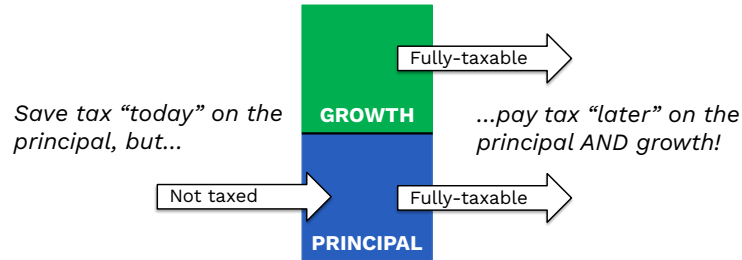 Save tax “today” on the
principal, but...
Not taxed
GROWTH
PRINCIPAL
Fully-taxable
Fully-taxable
...pay tax “later” on the
principal AND growth!